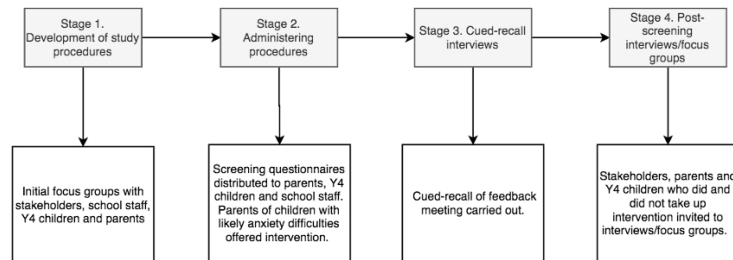 Stage 1.
Development of study
procedures
Stage 2.
Administering
procedures
Stage 3. Cued-recall
interviews
Stage 4. Post-
screening
interviews/focus
groups
Initial focus groups with
stakeholders, school staff,
Y4 children and parents
Screening questionnaires
distributed to parents, Y4
children and school staff.
Parents of children with
likely anxiety difficulties
offered intervention.
Cued-recall of feedback
meeting carried out.
Stakeholders, parents and
Y4 children who did and
did not take up
intervention invited to
interviews/focus groups.